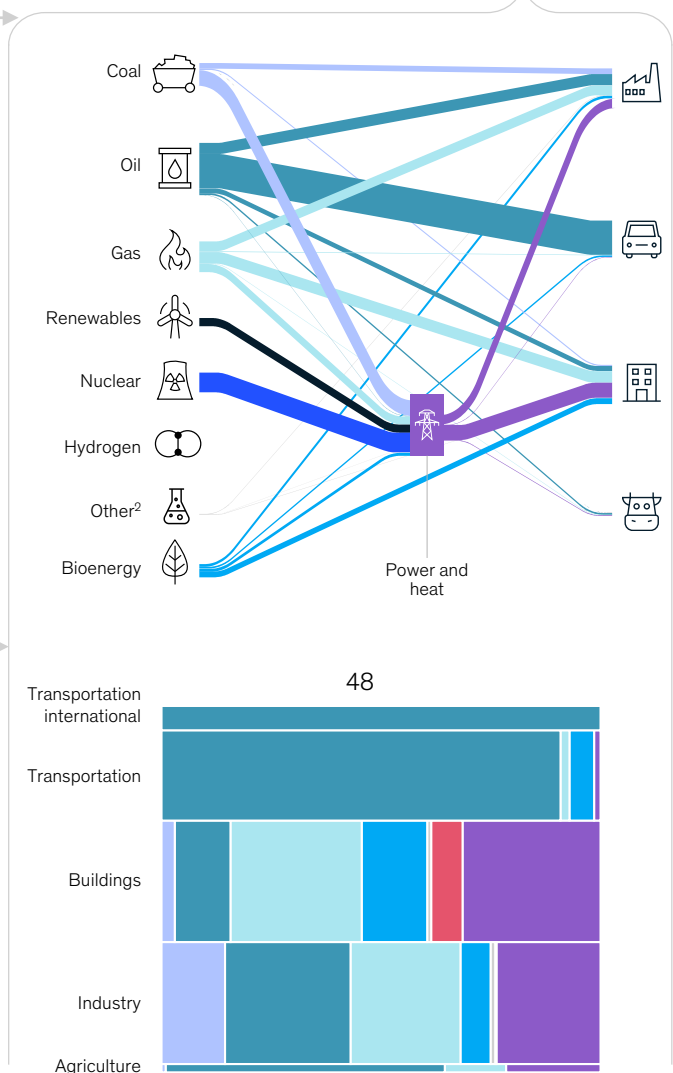 Coal
Oil
Gas
Renewables
Nuclear
Hydrogen
Other²
Bioenergy
Power and
heat
48
Transportation
international
Transportation
Buildings
Industry
Agriculture